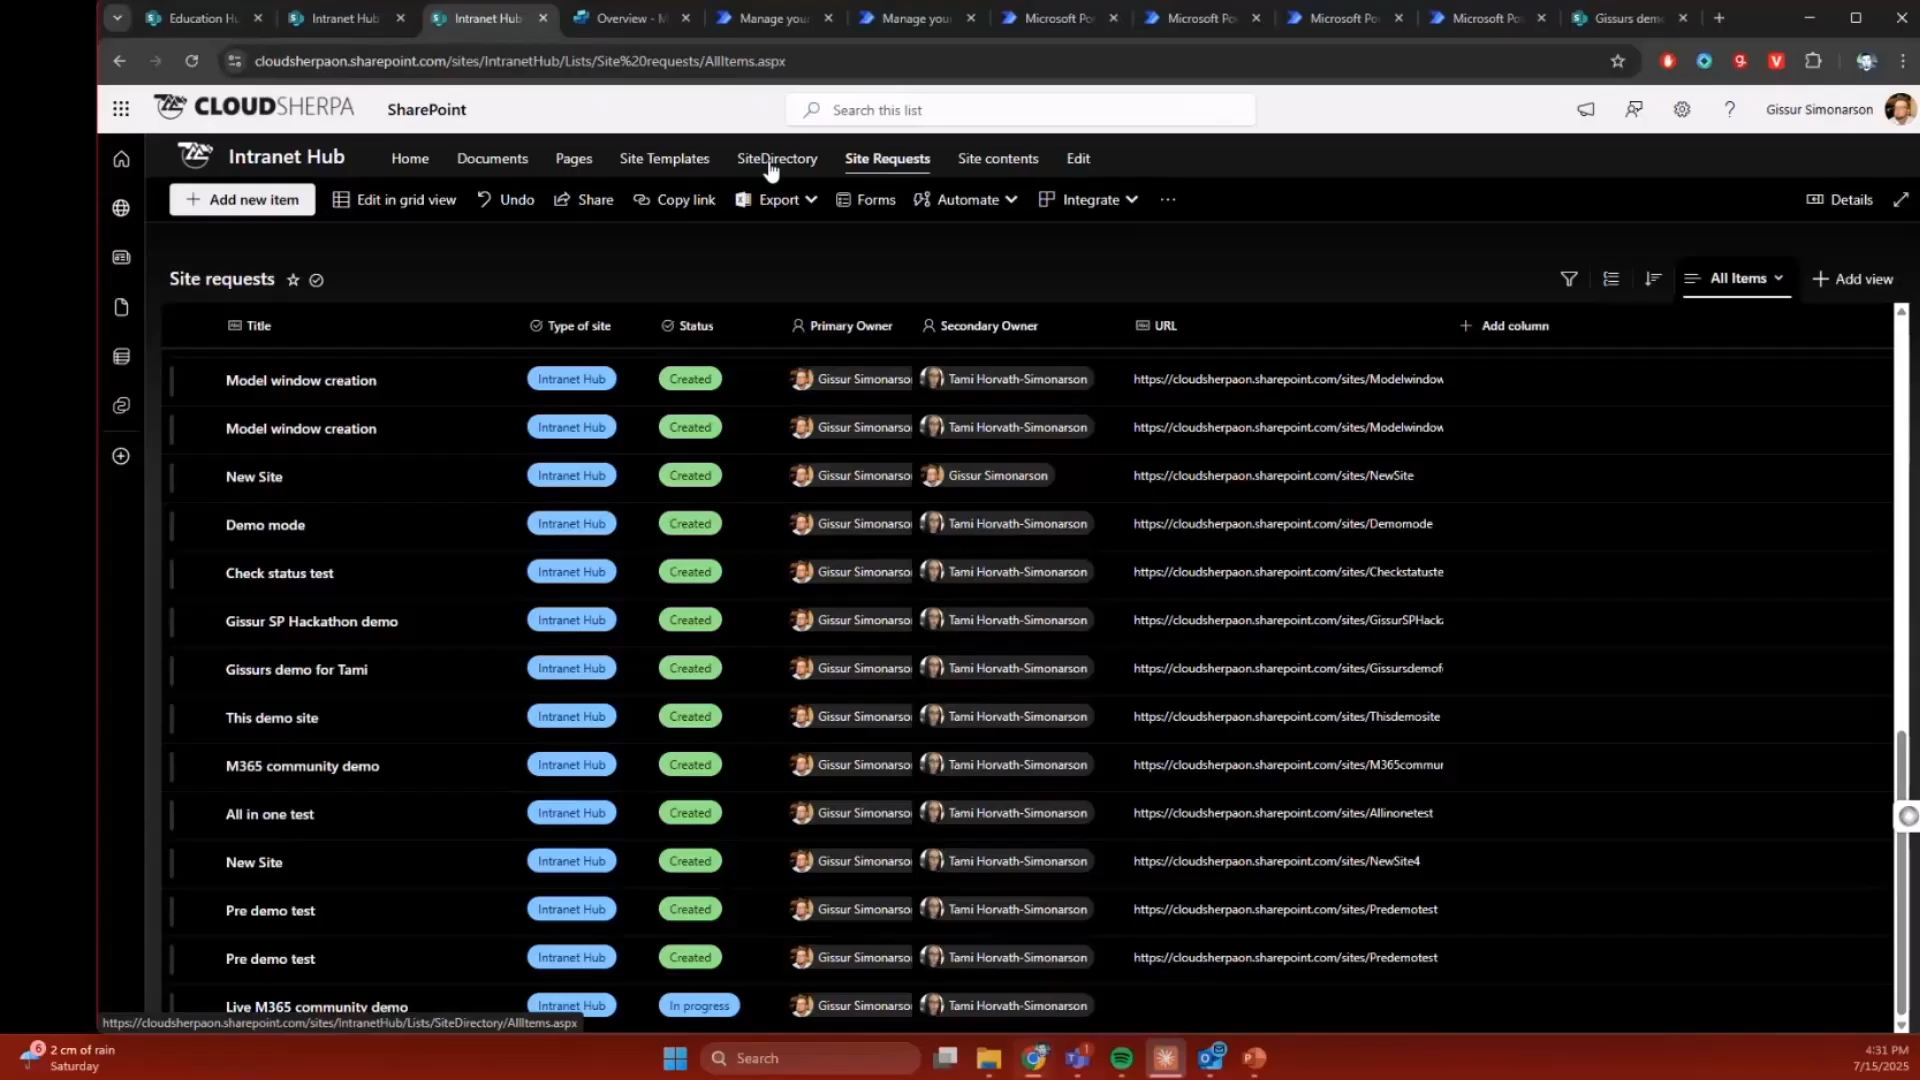 Education Hu
Intranet Hub
Intranet Hub
Overview - M
Manage your
Manage your
Microsoft Po
Microsoft Po
Microsoft Po
Microsoft Po
Gissurs dem
cloudsherpaon.sharepoint.com/sites/IntranetHub/Lists/Site%20requests/AllItems.aspx
CLOUDSHERPA SharePoint
Search this list
Gissur Simonarson
Intranet Hub
Home Documents Pages Site Templates SiteDirectory Site Requests Site contents Edit
Add new item Edit in grid view Undo Share Copy link Export Forms Automate Integrate ··· Details
Site requests
All Items
Add view
Title Type of site Status Primary Owner Secondary Owner URL Add column
Model window creation Intranet Hub Created Gissur Simonarso Tami Horvath-Simonarson https://cloudsherpaon.sharepoint.com/sites/Modelwindow
Model window creation Intranet Hub Created Gissur Simonarso Tami Horvath-Simonarson https://cloudsherpaon.sharepoint.com/sites/Modelwindow
New Site Intranet Hub Created Gissur Simonarso Gissur Simonarson https://cloudsherpaon.sharepoint.com/sites/NewSite
Demo mode Intranet Hub Created Gissur Simonarso Tami Horvath-Simonarson https://cloudsherpaon.sharepoint.com/sites/Demomode
Check status test Intranet Hub Created Gissur Simonarso Tami Horvath-Simonarson https://cloudsherpaon.sharepoint.com/sites/Checkstatuste
Gissur SP Hackathon demo Intranet Hub Created Gissur Simonarso Tami Horvath-Simonarson https://cloudsherpaon.sharepoint.com/sites/GissurSPHack
Gissurs demo for Tami Intranet Hub Created Gissur Simonarso Tami Horvath-Simonarson https://cloudsherpaon.sharepoint.com/sites/Gissursdemof
This demo site Intranet Hub Created Gissur Simonarso Tami Horvath-Simonarson https://cloudsherpaon.sharepoint.com/sites/Thisdemosite
M365 community demo Intranet Hub Created Gissur Simonarso Tami Horvath-Simonarson https://cloudsherpaon.sharepoint.com/sites/M365commur
All in one test Intranet Hub Created Gissur Simonarso Tami Horvath-Simonarson https://cloudsherpaon.sharepoint.com/sites/Allinonetest
New Site Intranet Hub Created Gissur Simonarso Tami Horvath-Simonarson https://cloudsherpaon.sharepoint.com/sites/NewSite4
Pre demo test Intranet Hub Created Gissur Simonarso Tami Horvath-Simonarson https://cloudsherpaon.sharepoint.com/sites/Predemotest
Pre demo test Intranet Hub Created Gissur Simonarso Tami Horvath-Simonarson https://cloudsherpaon.sharepoint.com/sites/Predemotest
Live M365 community demo Intranet Hub In progress Gissur Simonarso Tami Horvath-Simonarson
https://cloudsherpaon.sharepoint.com/sites/IntranetHub/Lists/SiteDirectory/AllItems.aspx
6
2 cm of rain
Saturday
Search
4:31 PM
7/15/2025